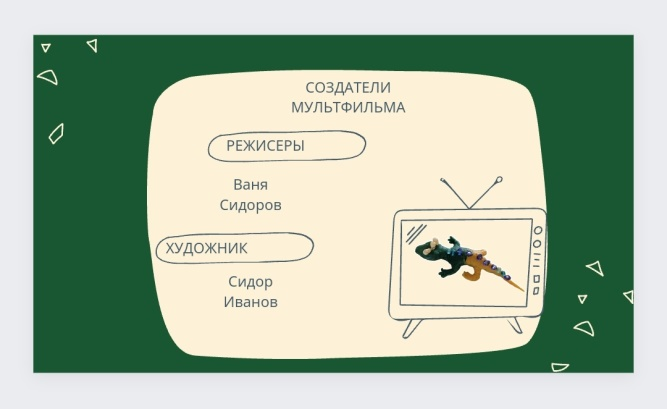 СОЗДАТЕЛИ
МУЛЬТФИЛЬМА
РЕЖИСЕРЫ
Ваня
Сидоров
ХУДОЖНИК
Сидор
Иванов